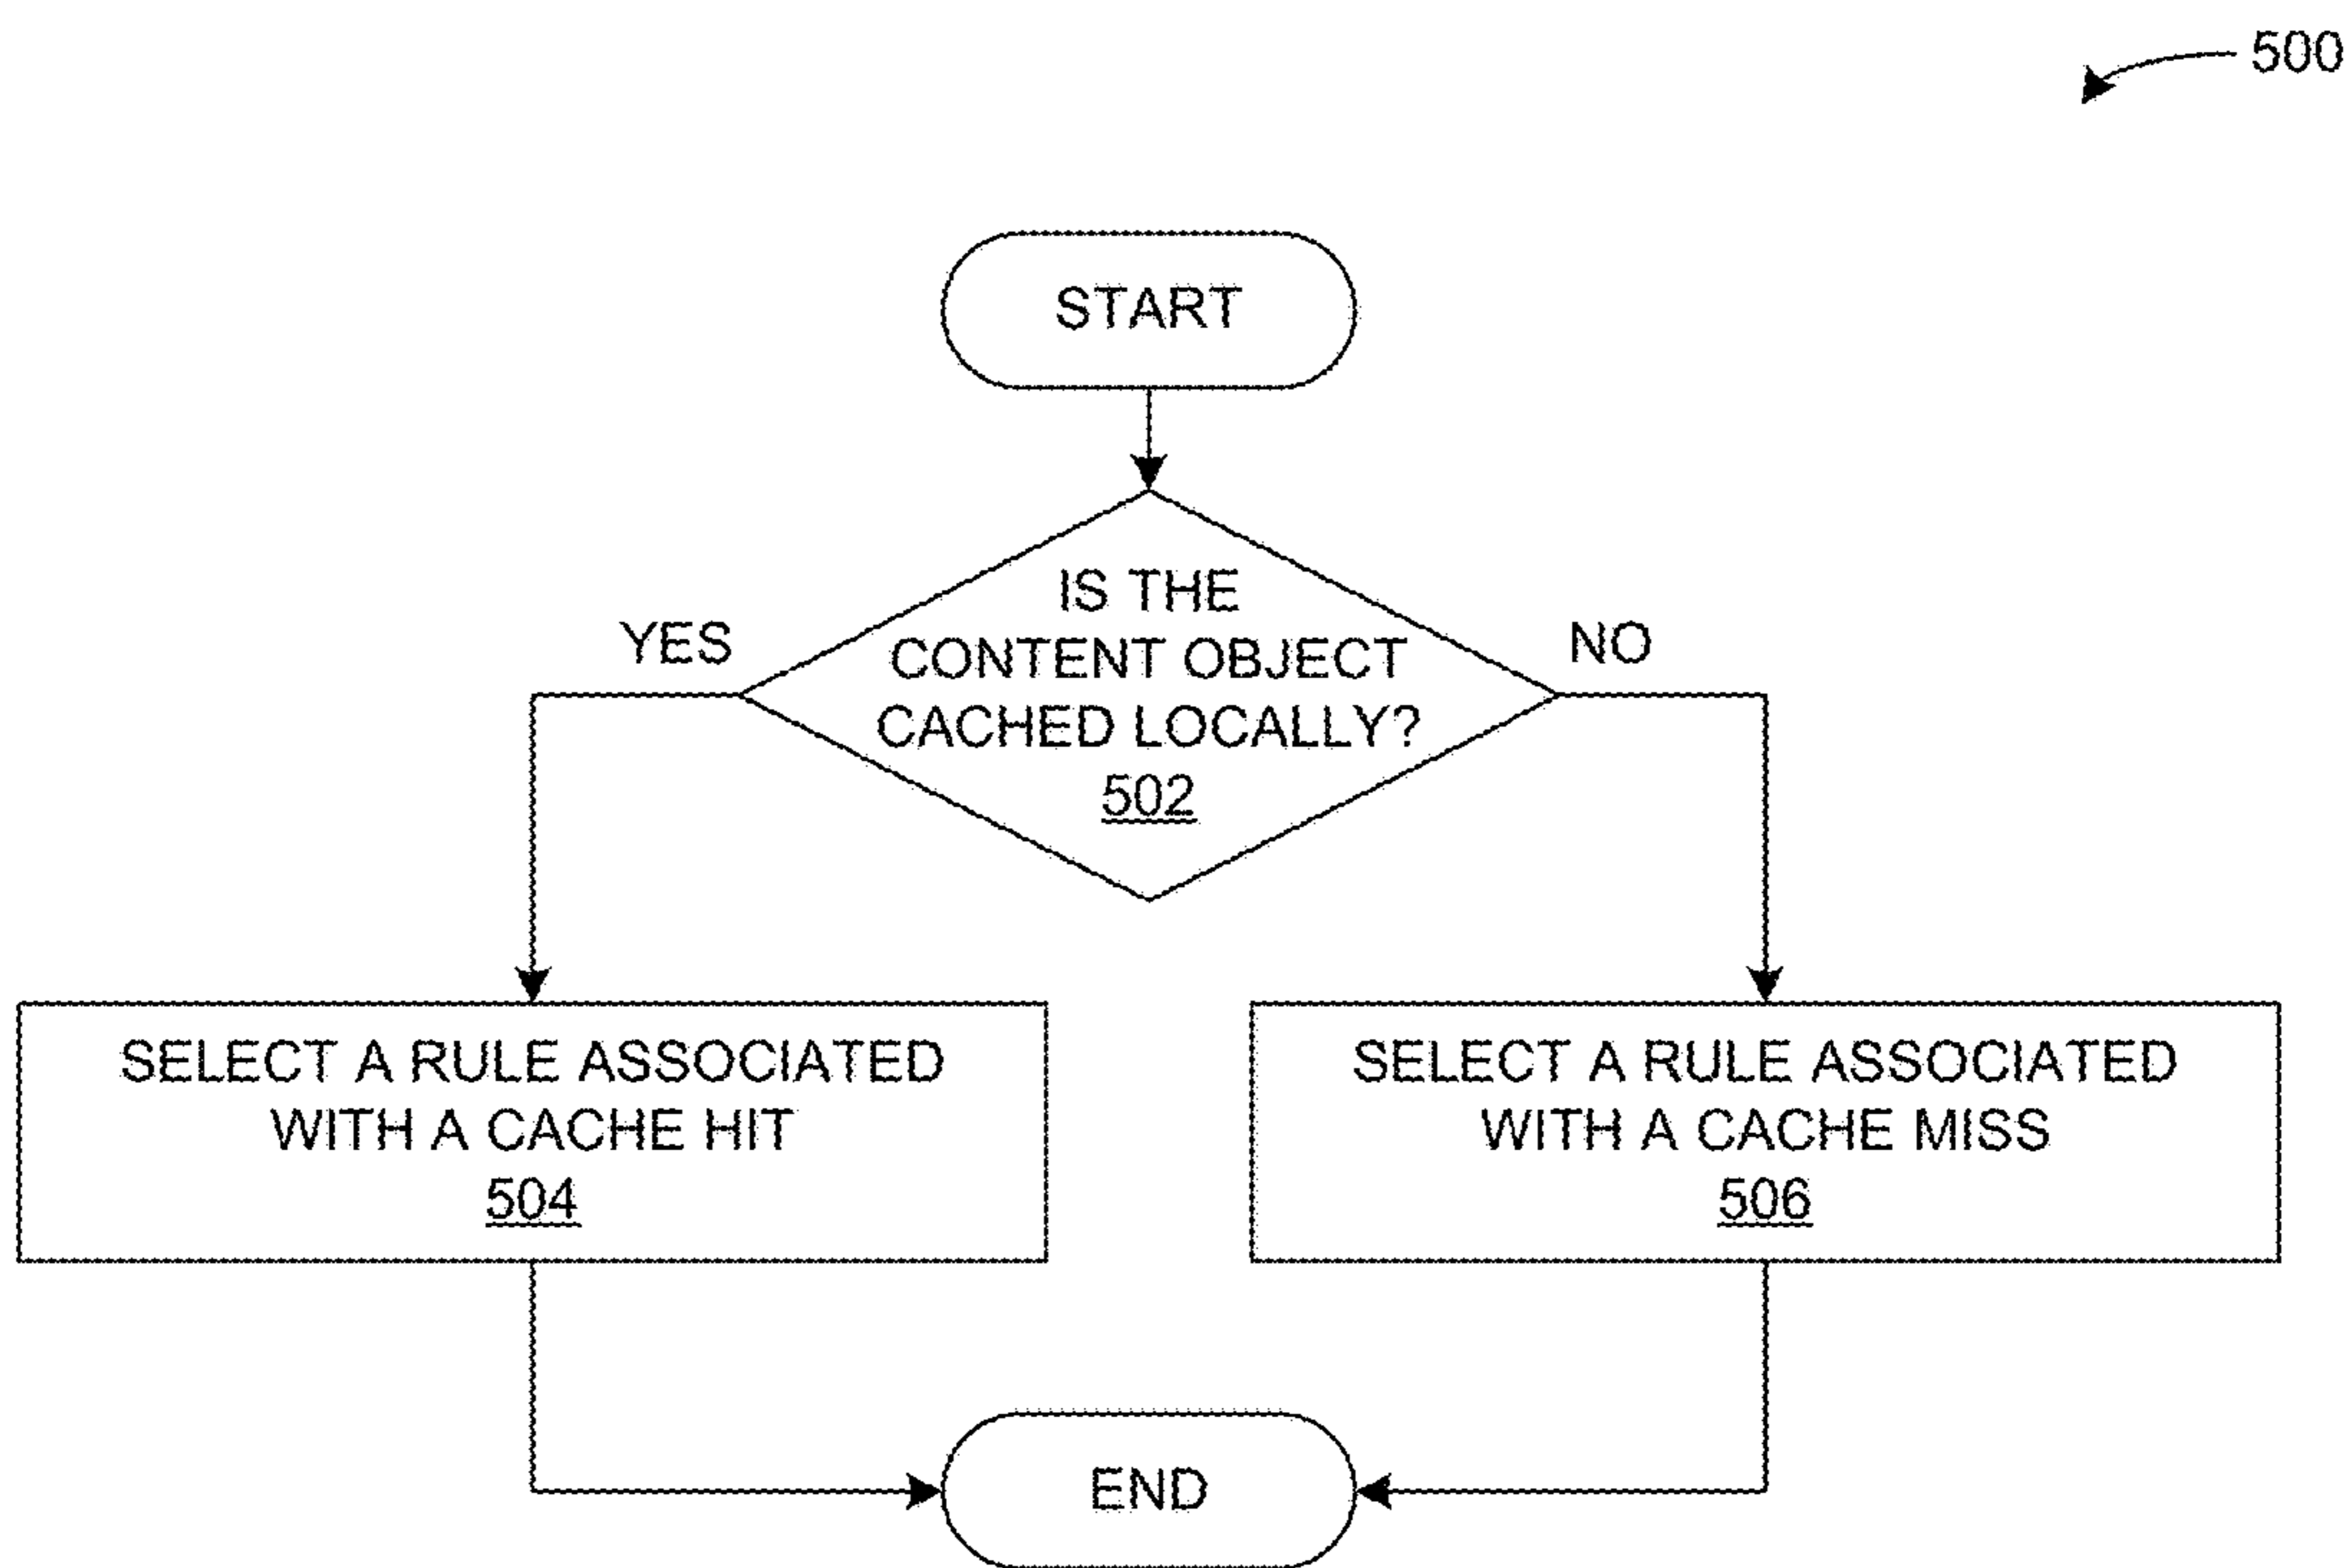 500
START
IS THE
CONTENT OBJECT
CACHED LOCALLY?
502
YES
NO
SELECT A RULE ASSOCIATED
WITH A CACHE HIT
504
SELECT A RULE ASSOCIATED
WITH A CACHE MISS
506
END